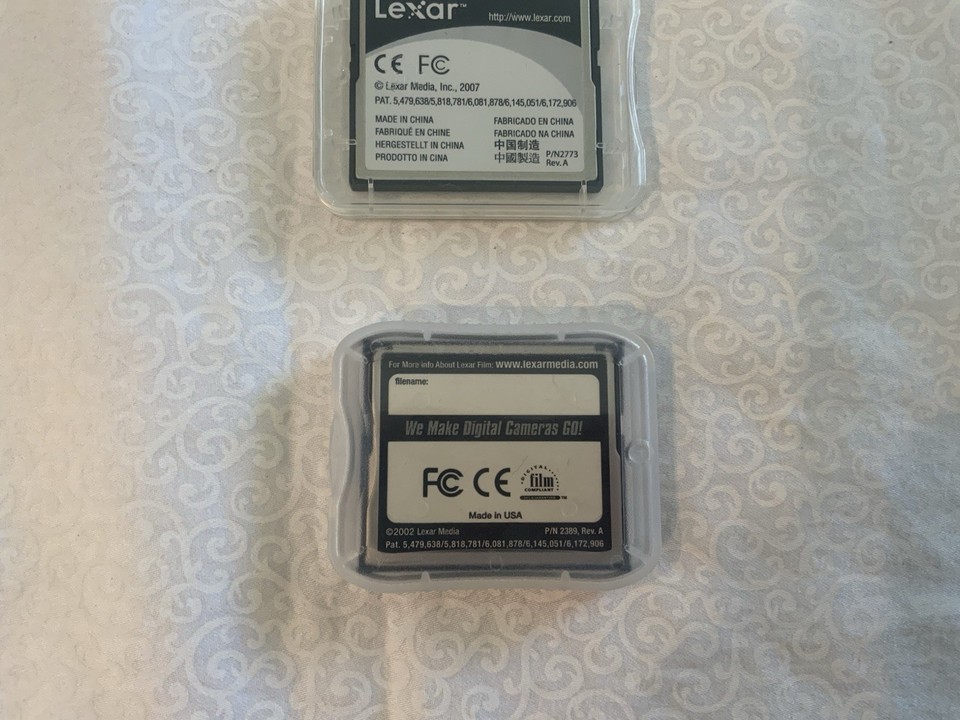 Lexar™
http://www.lexar.com
CE FC
© Lexar Media, Inc., 2007
PAT. 5,479,638/5,818,781/6,081,878/6,145,051/6,172,906
MADE IN CHINA FABRICADO EN CHINA
FABRIQUÉ EN CHINE FABRICADO NA CHINA
HERGESTELLT IN CHINA 中国制造
PRODOTTO IN CINA 中國製造 P/N2773
Rev. A
For More info About Lexar Film: www.lexarmedia.com
filename:
We Make Digital Cameras GO!
FC CE DIGITAL film COMPLIANT ™
Made in USA
©2002 Lexar Media P/N 2389, Rev. A
Pat. 5,479,638/5,818,781/6,081,878/6,145,051/6,172,906